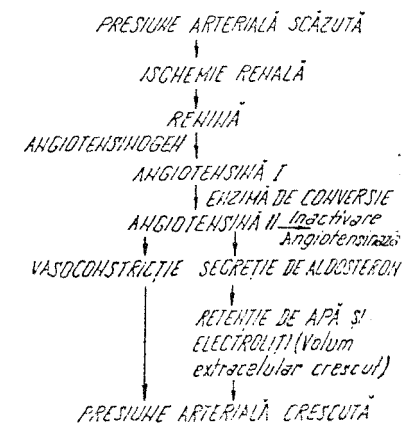 PRESIUNE ARTERIALĂ SCĂZUTĂ
ISCHEMIE RENALĂ
RENINĂ
ANGIOTENSINOGEN
ANGIOTENSINĂ I
ENZIMĂ DE CONVERSIE
ANGIOTENSINĂ II Inactivare
Angiotensinază
VASOCONSTRICȚIE SECREȚIE DE ALDOSTERON
RETENȚIE DE APĂ ȘI
ELECTROLIȚI (Volum
extracelular crescut)
PRESIUNE ARTERIALĂ CRESCUTĂ